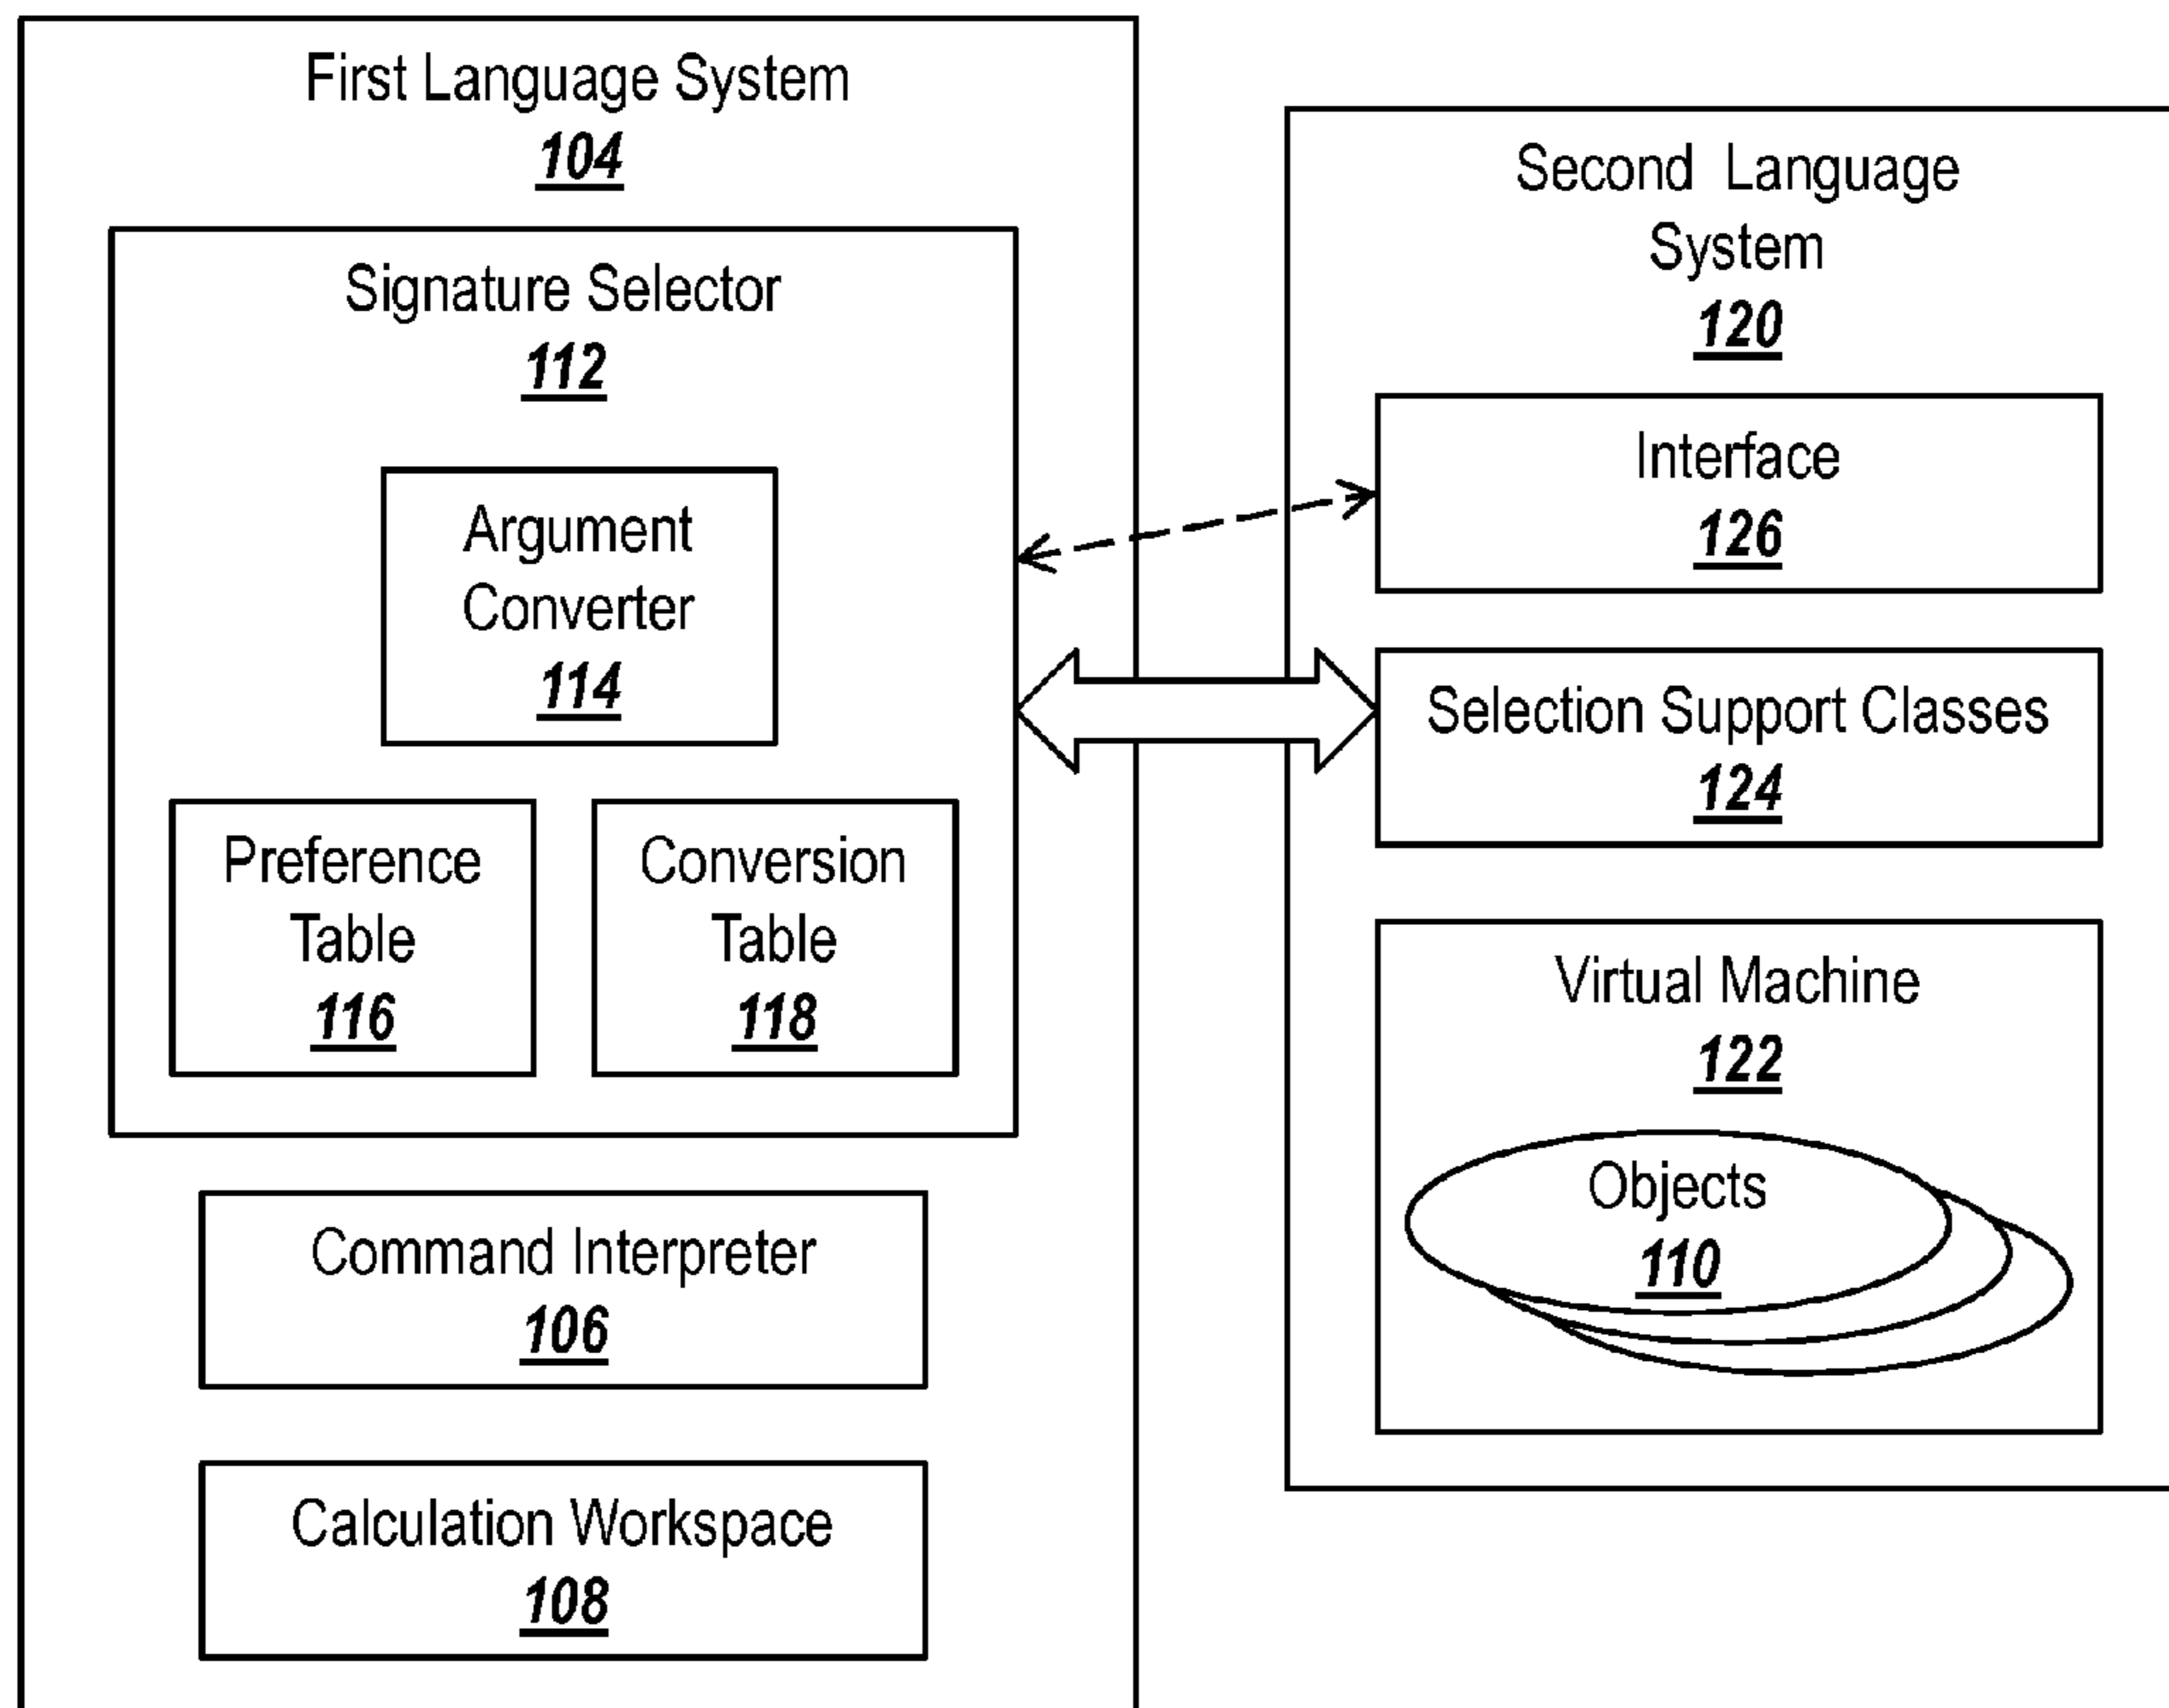 First Language System
104
Signature Selector
112
Argument
Converter
114
Preference
Table
116
Conversion
Table
118
Command Interpreter
106
Calculation Workspace
108
Second Language
System
120
Interface
126
Selection Support Classes
124
Virtual Machine
122
Objects
110